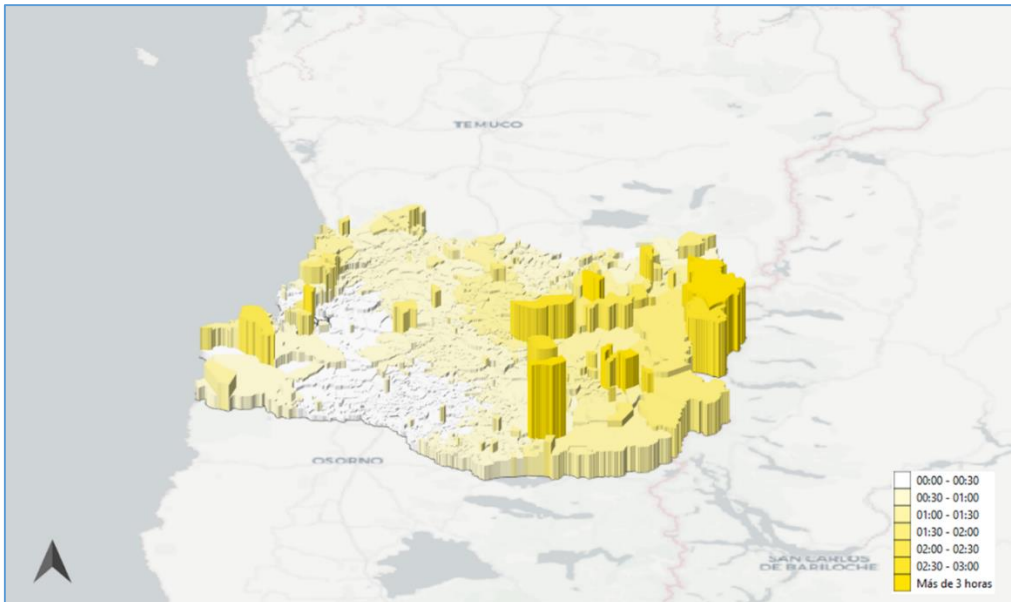 TEMUCO
OSORNO
SAN CARLOS
DE BARILOCHE
00:00 - 00:30
00:30 - 01:00
01:00 - 01:30
01:30 - 02:00
02:00 - 02:30
02:30 - 03:00
Más de 3 horas